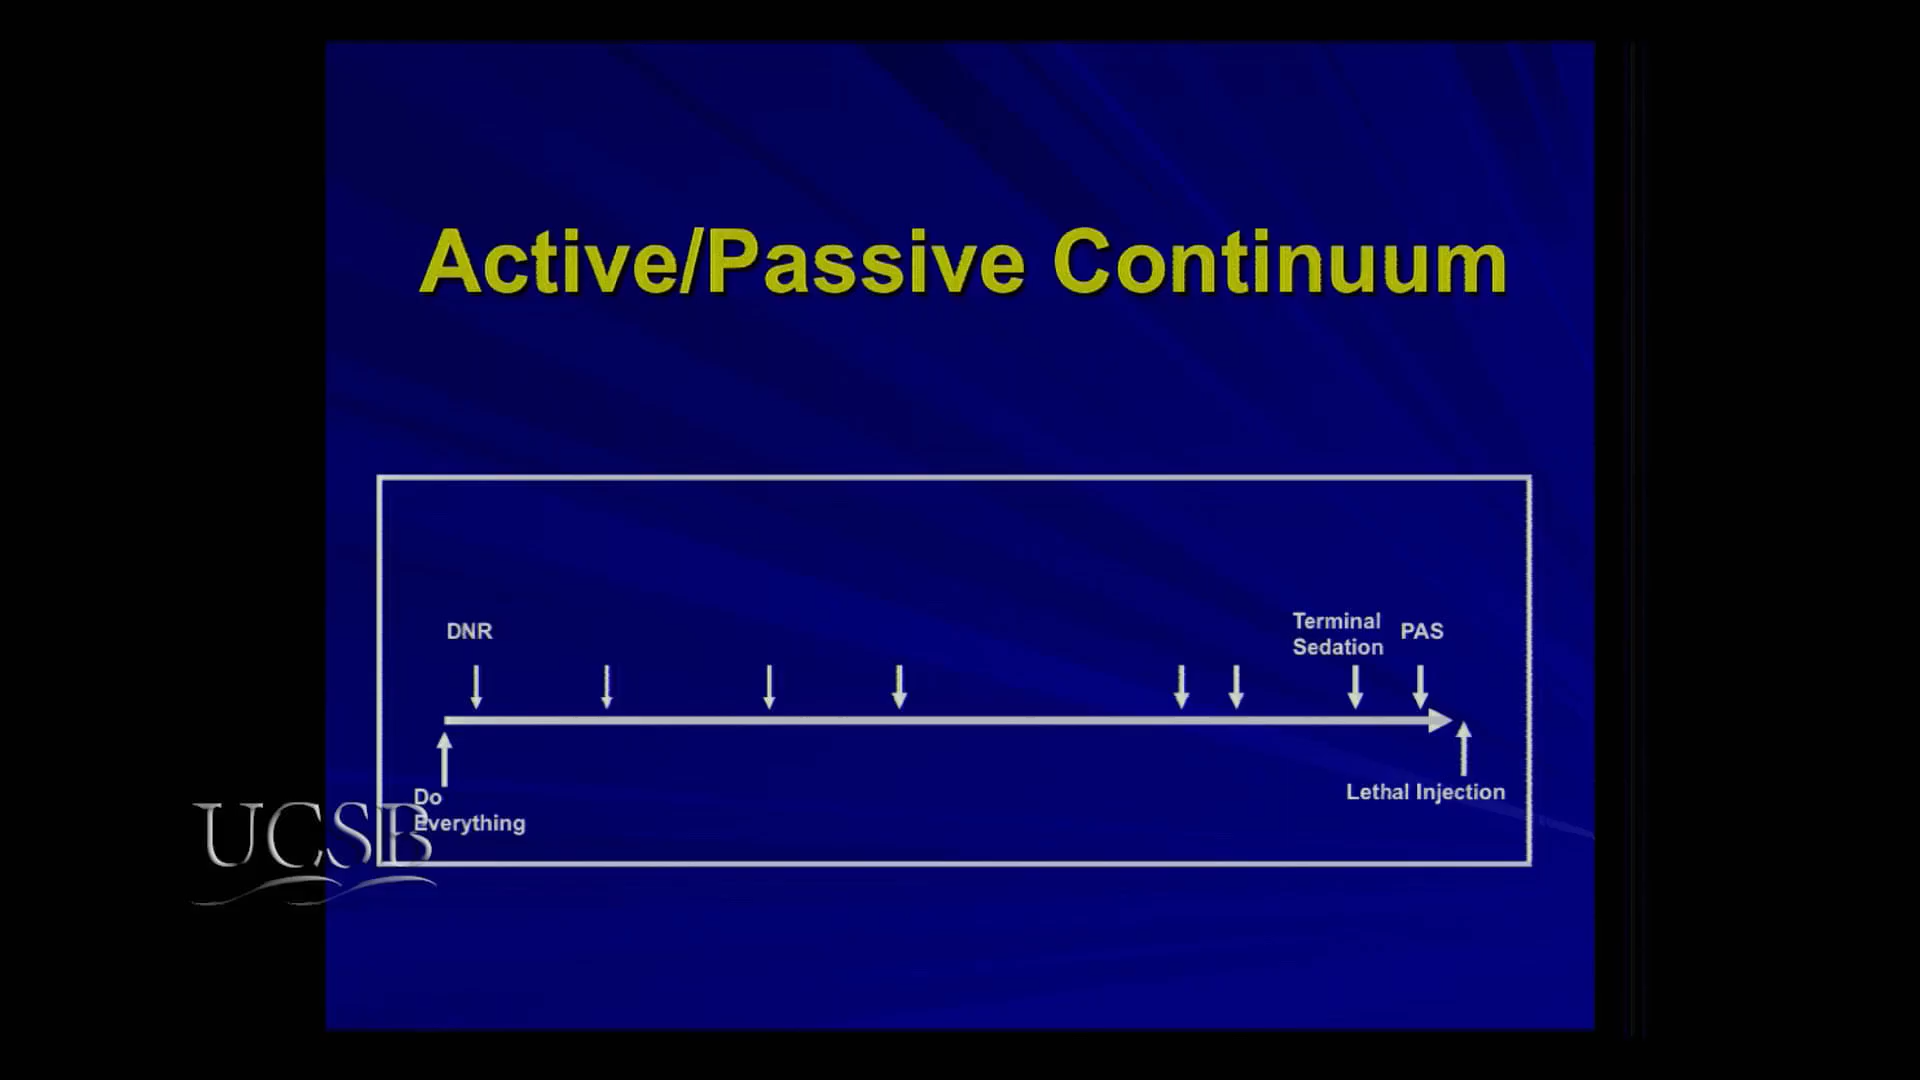 Active/Passive Continuum
DNR
Terminal
Sedation
PAS
Do
Everything
Lethal Injection
UCSB